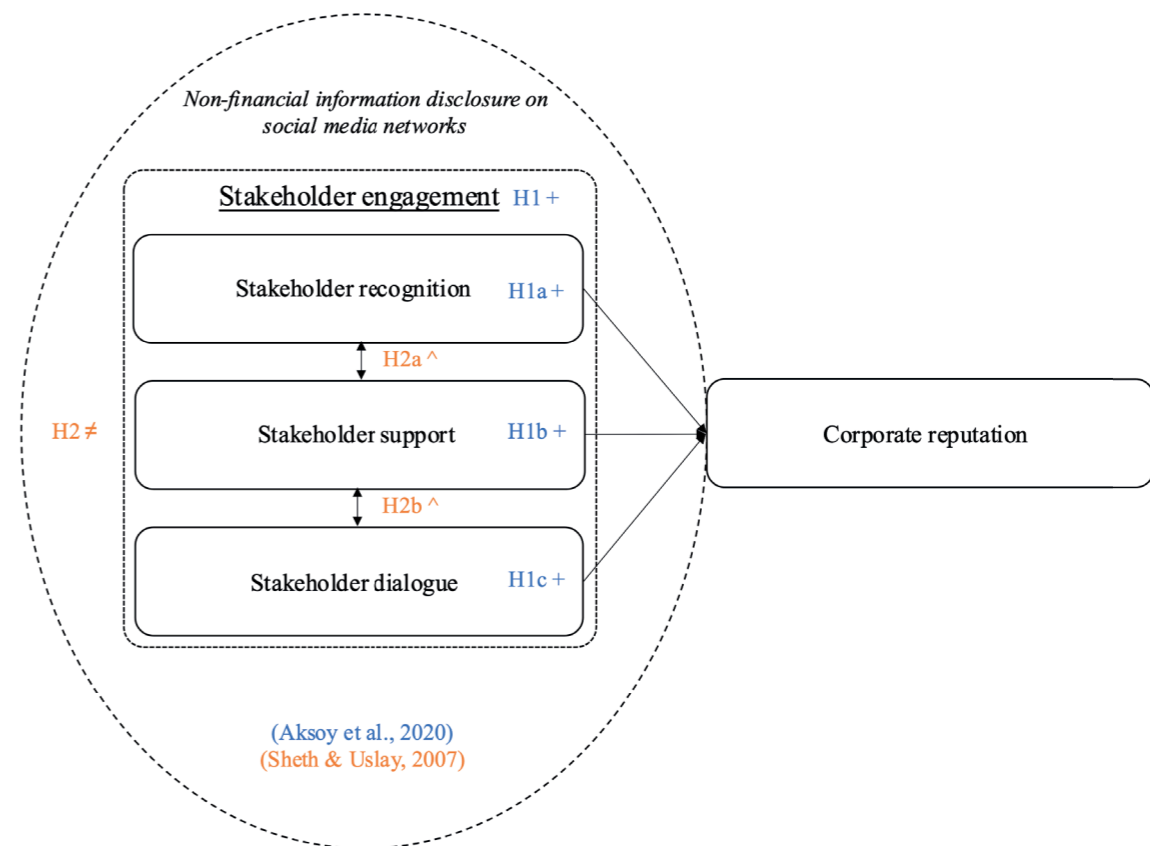 Non-financial information disclosure on
social media networks
Stakeholder engagement H1 +
Stakeholder recognition H1a +
H2a ^
H2 ≠
Stakeholder support H1b +
Corporate reputation
H2b ^
Stakeholder dialogue H1c +
(Aksoy et al., 2020)
(Sheth & Uslay, 2007)